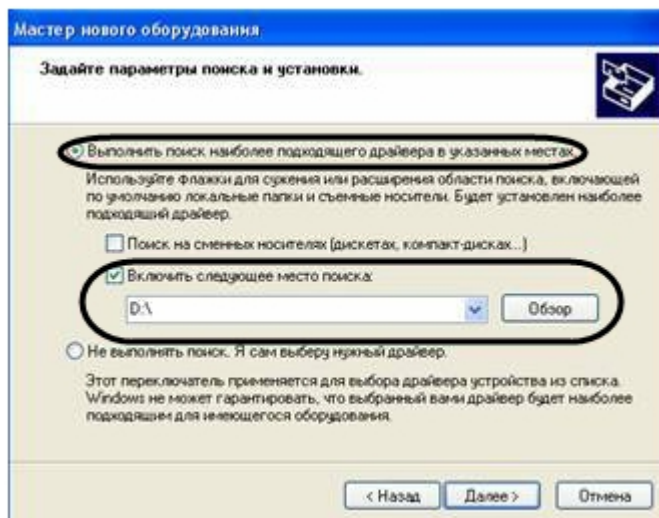 Мастер нового оборудования
Задайте параметры поиска и установки.
Выполнить поиск наиболее подходящего драйвера в указанных местах.
Используйте флажки для сужения или расширения области поиска, включающей
по умолчанию локальные папки и съемные носители. Будет установлен наиболее
подходящий драйвер.
Поиск на сменных носителях (дискетах, компакт-дисках...)
Включить следующее место поиска:
D:\
Обзор
Не выполнять поиск. Я сам выберу нужный драйвер.
Этот переключатель применяется для выбора драйвера устройства из списка.
Windows не может гарантировать, что выбранный вами драйвер будет наиболее
подходящим для имеющегося оборудования.
< Назад
Далее >
Отмена